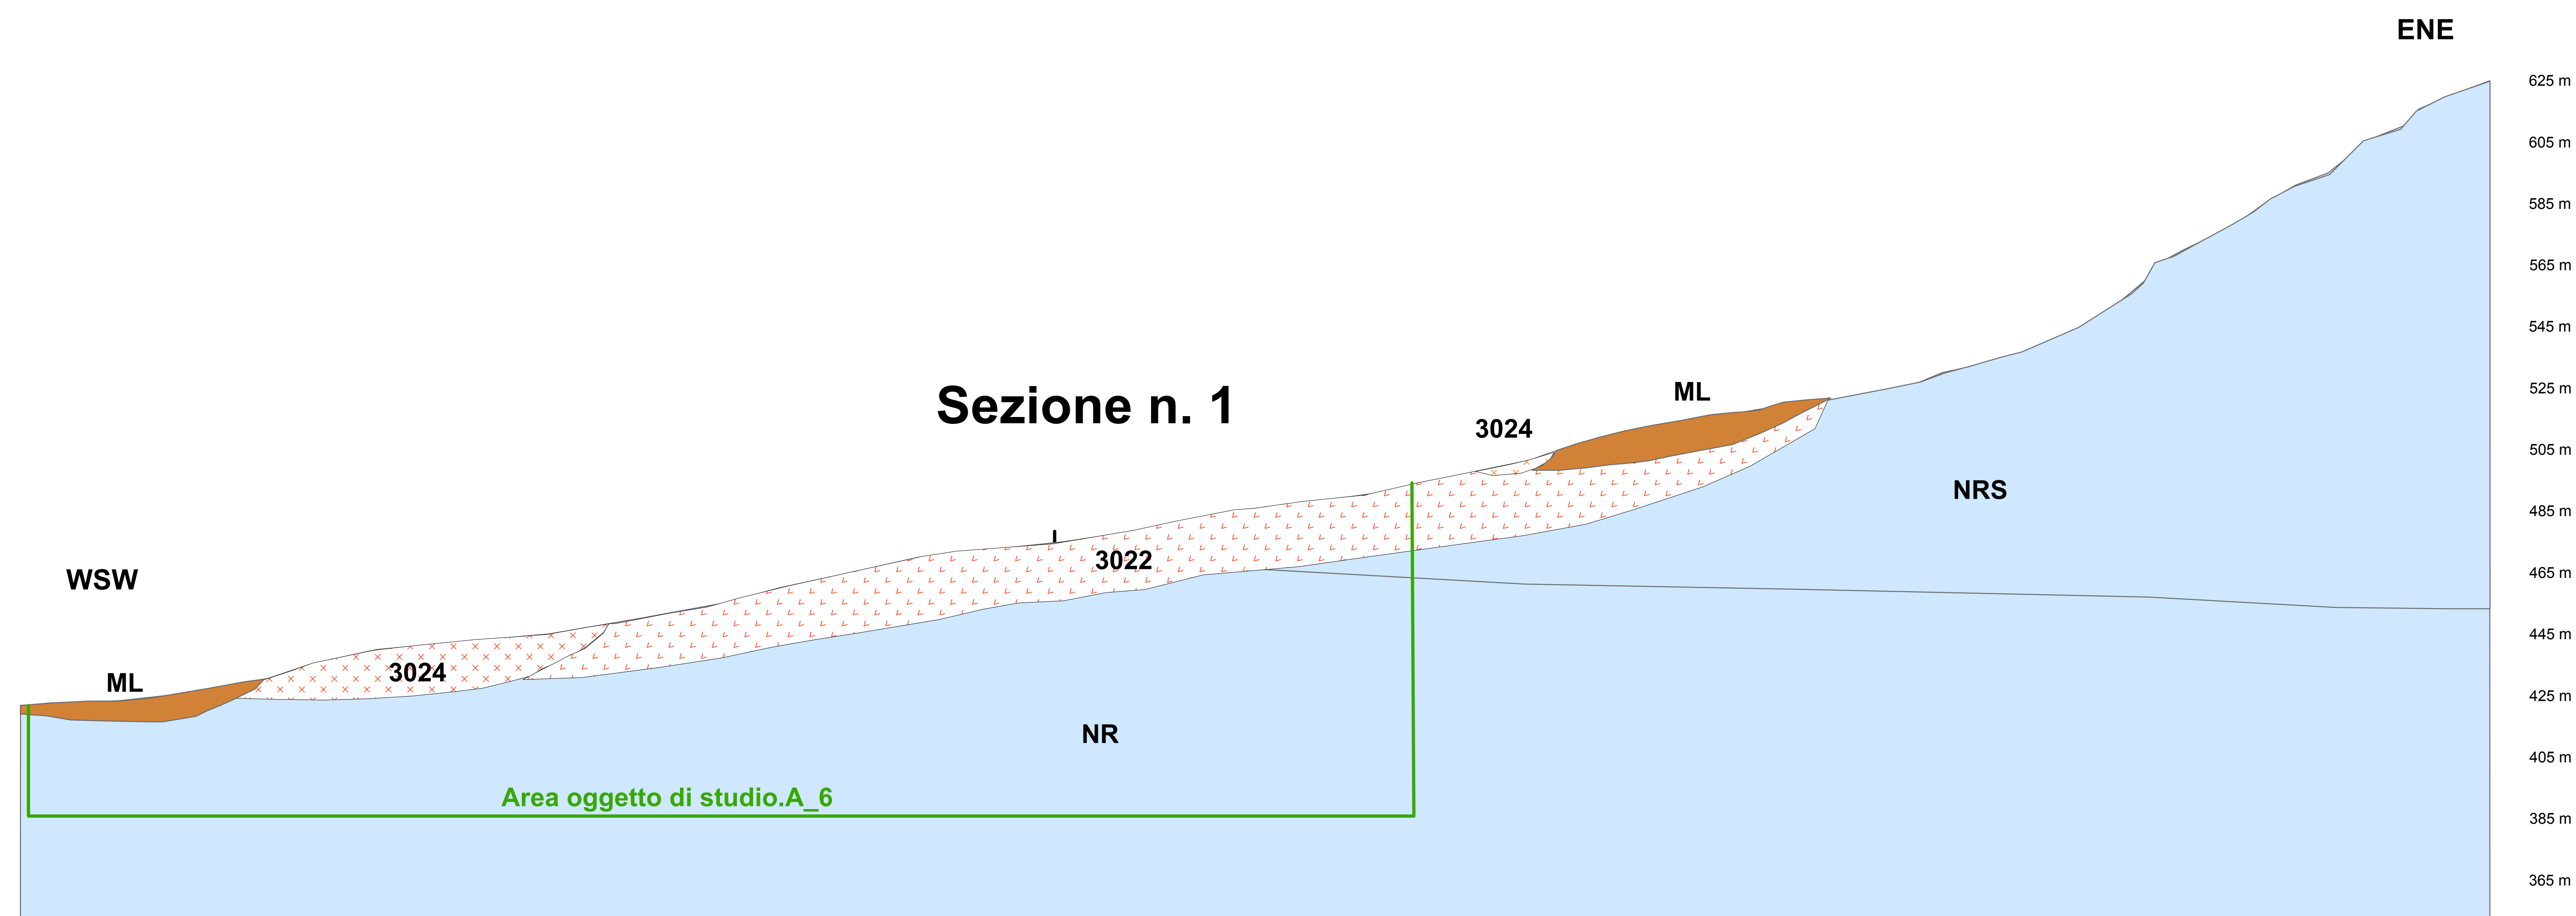 ENE
625 m
605 m
585 m
565 m
545 m
525 m
505 m
485 m
465 m
445 m
425 m
405 m
385 m
365 m
Sezione n. 1
ML
3024
NRS
3022
WSW
3024
ML
NR
Area oggetto di studio.A_6